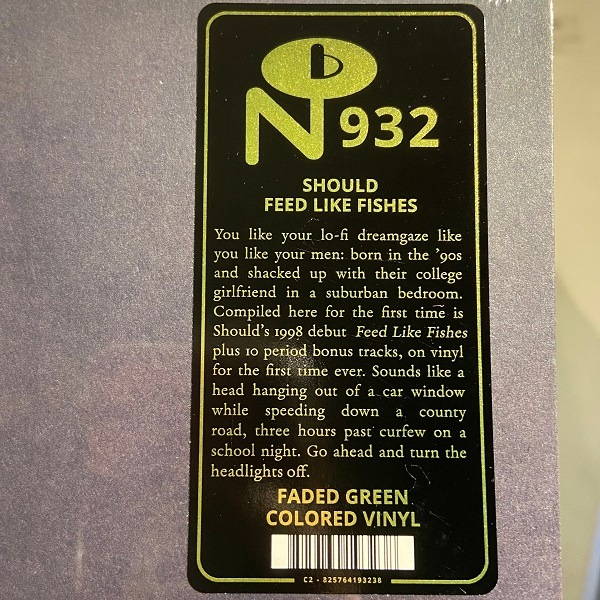 N 932
SHOULD
FEED LIKE FISHES
You like your lo-fi dreamgaze like
you like your men: born in the ’90s
and shacked up with their college
girlfriend in a suburban bedroom.
Compiled here for the first time is
Should’s 1998 debut Feed Like Fishes
plus 10 period bonus tracks, on vinyl
for the first time ever. Sounds like a
head hanging out of a car window
while speeding down a county
road, three hours past curfew on a
school night. Go ahead and turn the
headlights off.
FADED GREEN
COLORED VINYL
C2 - 825764193238